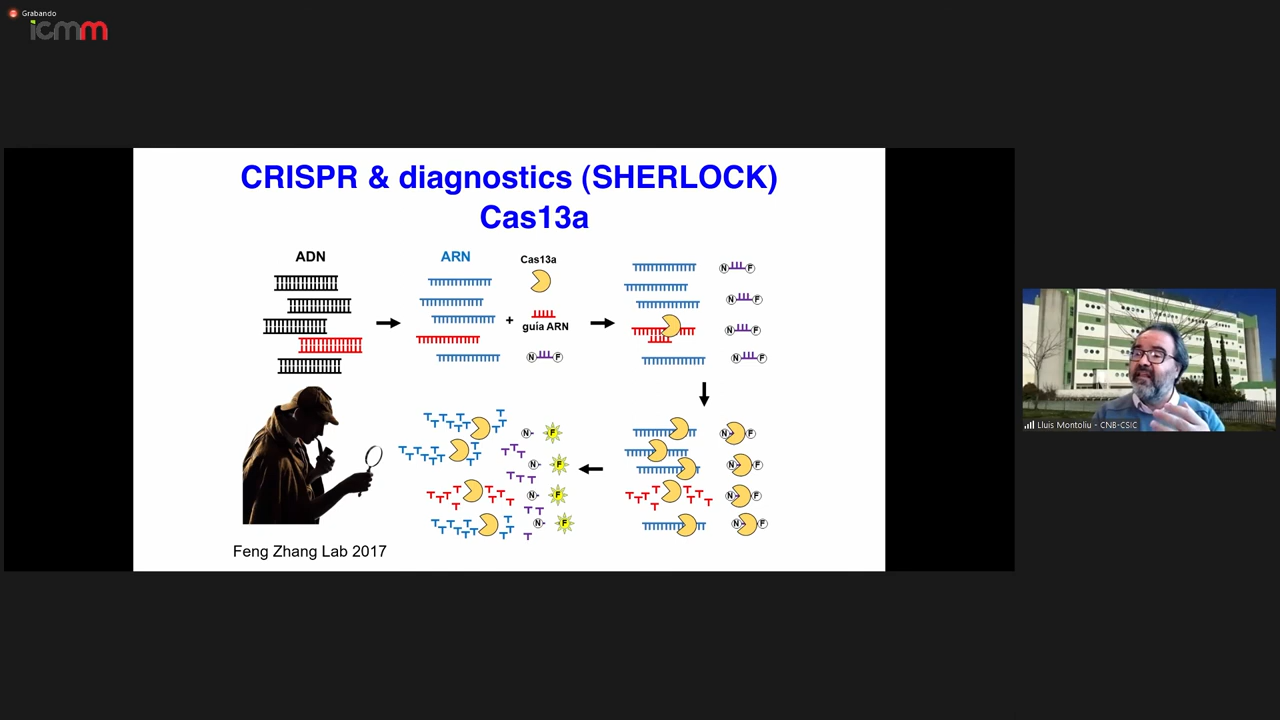 Grabando
icmm
CRISPR & diagnostics (SHERLOCK)
Cas13a
ADN
ARN
Cas13a
+
guía ARN
N F
N F
N F
N F
N F
N F
N F
N F
N F
N F
N F
N F
N F
Feng Zhang Lab 2017
Lluis Montoliu - CNB-CSIC